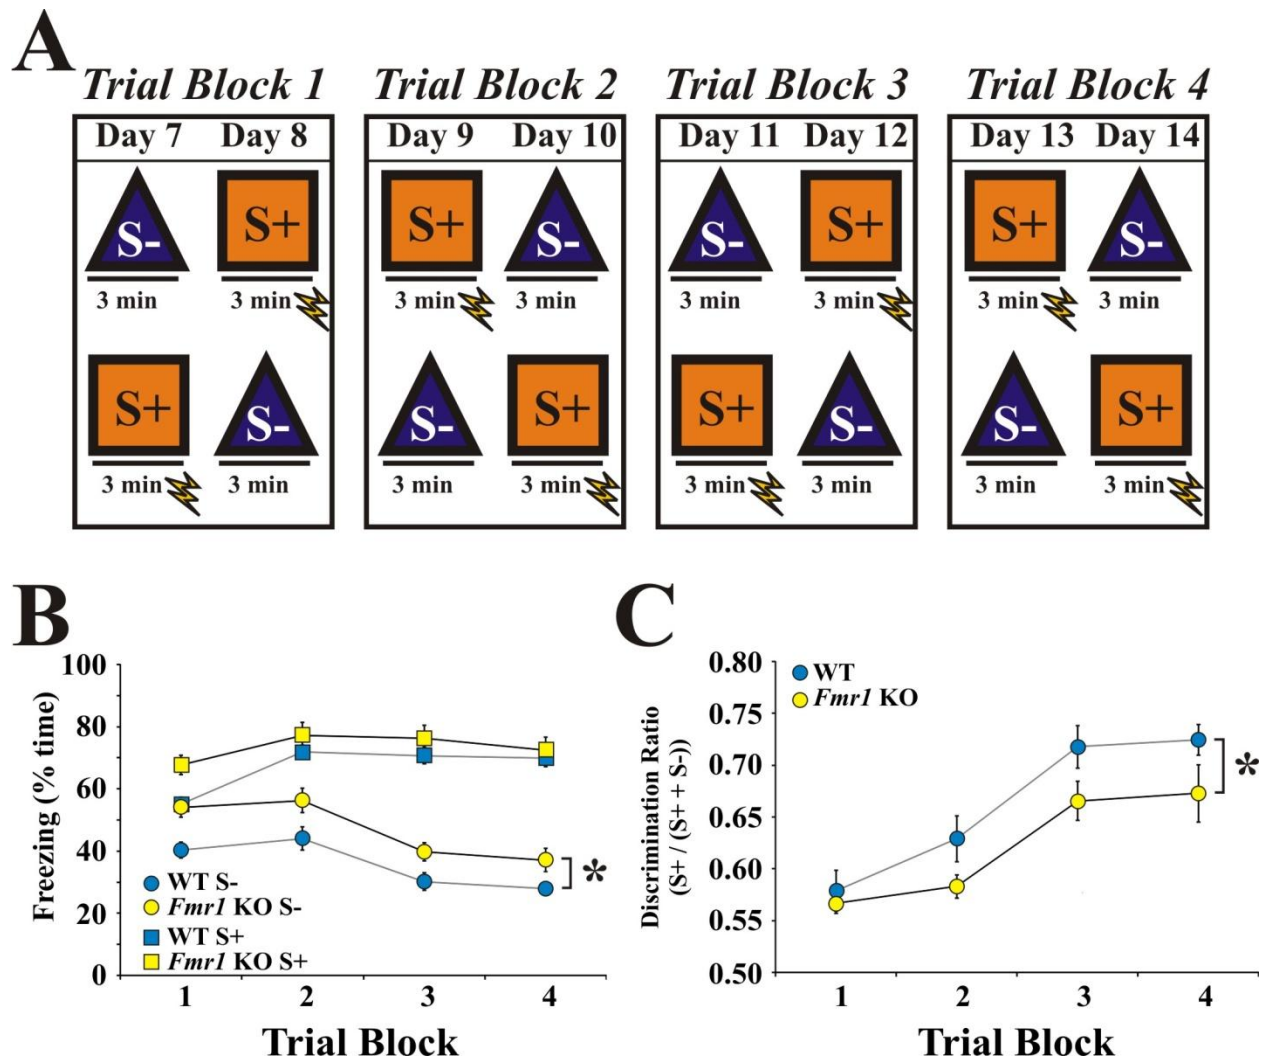 A
Trial Block 1 Trial Block 2 Trial Block 3 Trial Block 4
Day 7 Day 8 Day 9 Day 10 Day 11 Day 12 Day 13 Day 14
S- S+ S+ S- S- S+ S+ S-
3 min 3 min 3 min 3 min 3 min 3 min 3 min 3 min
S+ S- S- S+ S+ S- S- S+
3 min 3 min 3 min 3 min 3 min 3 min 3 min 3 min
B
Freezing (% time)
100
80
60
40
20
0
*
WT S-
Fmr1 KO S-
WT S+
Fmr1 KO S+
1 2 3 4
Trial Block
C
Discrimination Ratio
(S+ / (S+ + S-))
0.80
0.75
0.70
0.65
0.60
0.55
0.50
WT
Fmr1 KO
*
1 2 3 4
Trial Block